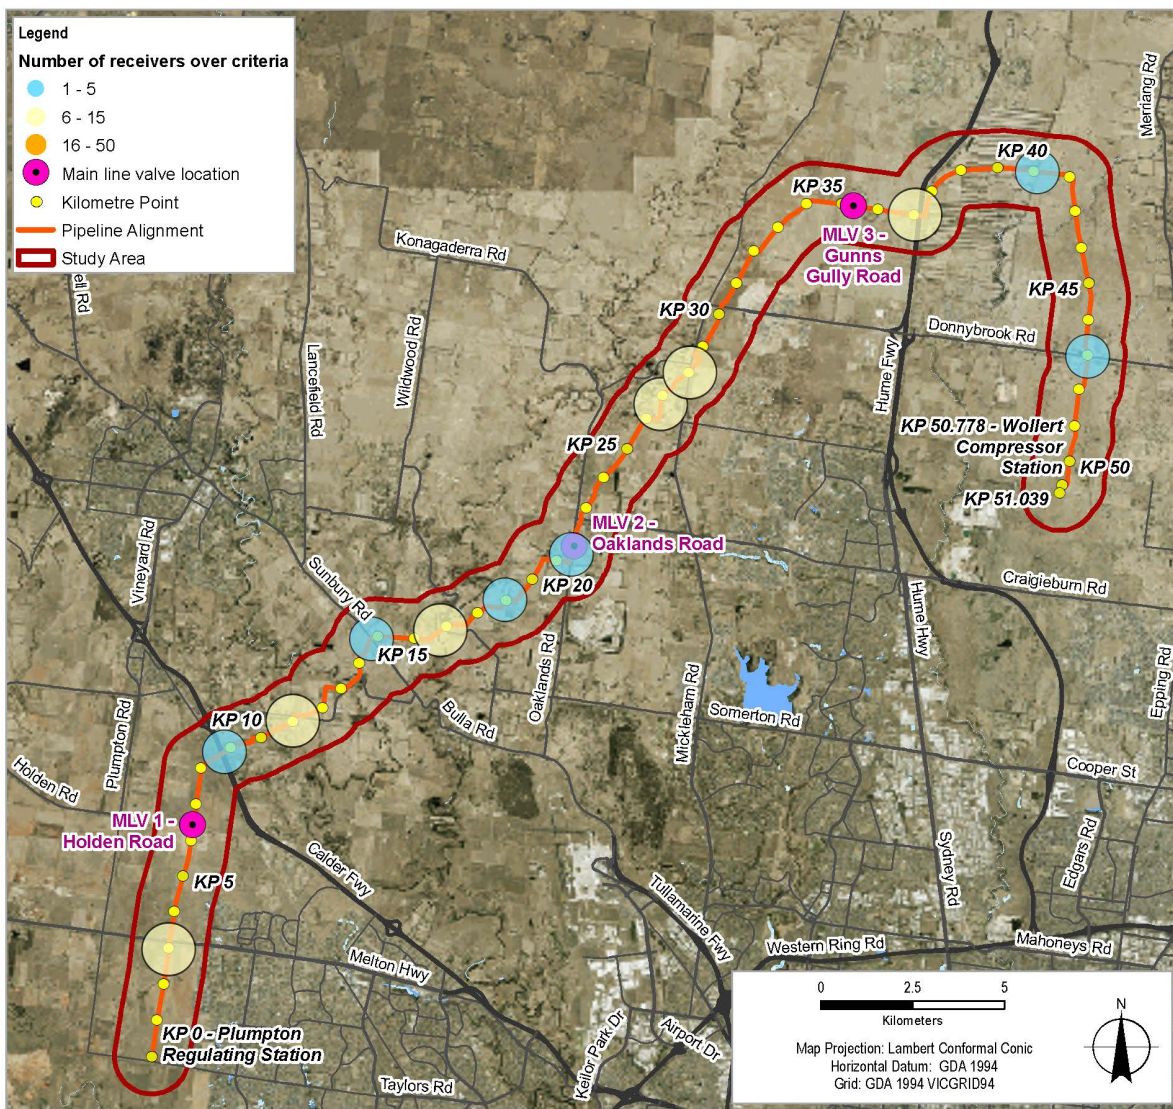 Legend
Number of receivers over criteria
1 - 5
6 - 15
16 - 50
Main line valve location
Kilometre Point
Pipeline Alignment
Study Area
Merriang Rd
KP 40
KP 35
MLV 3 -
Gunns
Gully Road
Konagaderra Rd
KP 45
KP 30
Donnybrook Rd
Lancefield Rd
Wildwood Rd
Hume Fwy
KP 50.778 - Wollert
Compressor
Station
KP 50
KP 51.039
KP 25
MLV 2 -
Oaklands Road
Vineyard Rd
Sunbury Rd
KP 20
Craigieburn Rd
Hume Hwy
KP 15
Oaklands Rd
Mickleham Rd
Epping Rd
Plumpton Rd
KP 10
Bulla Rd
Somerton Rd
Holden Rd
Cooper St
MLV 1 -
Holden Road
Calder Fwy
KP 5
Sydney Rd
Edgars Rd
Tullamarine Fwy
Melton Hwy
Western Ring Rd
Mahoneys Rd
KP 0 - Plumpton
Regulating Station
Taylors Rd
Keilor Park Dr
Airport Dr
0 2.5 5
Kilometers
N
Map Projection: Lambert Conformal Conic
Horizontal Datum: GDA 1994
Grid: GDA 1994 VICGRID94